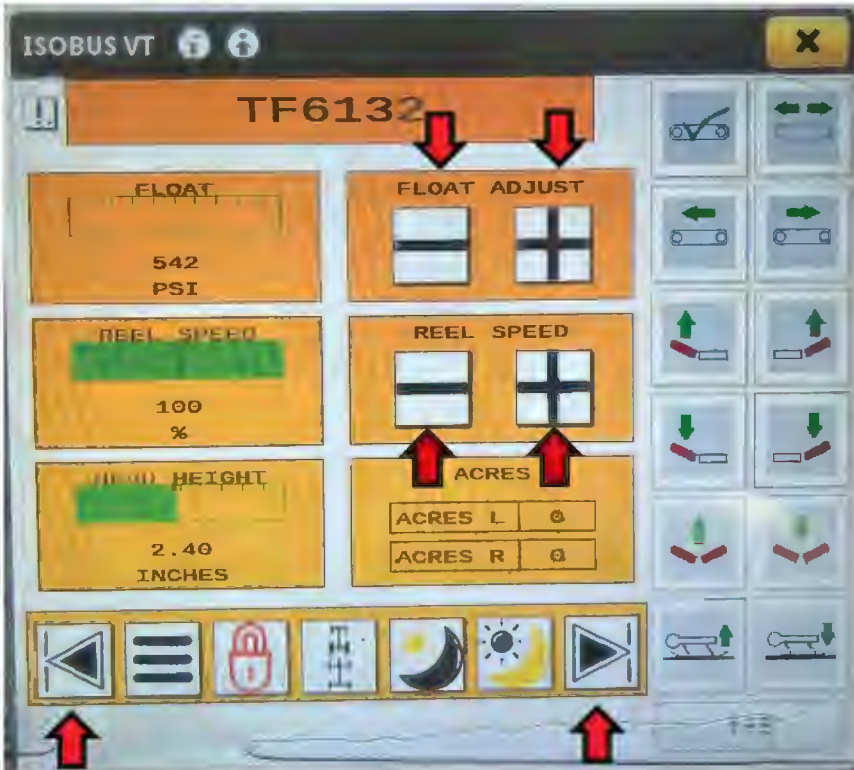 ISOBUS VT
TF6132
FLOAT
542
PSI
FLOAT ADJUST
REEL SPEED
100
%
REEL SPEED
HEIGHT
2.40
INCHES
ACRES
ACRES L 0
ACRES R 0